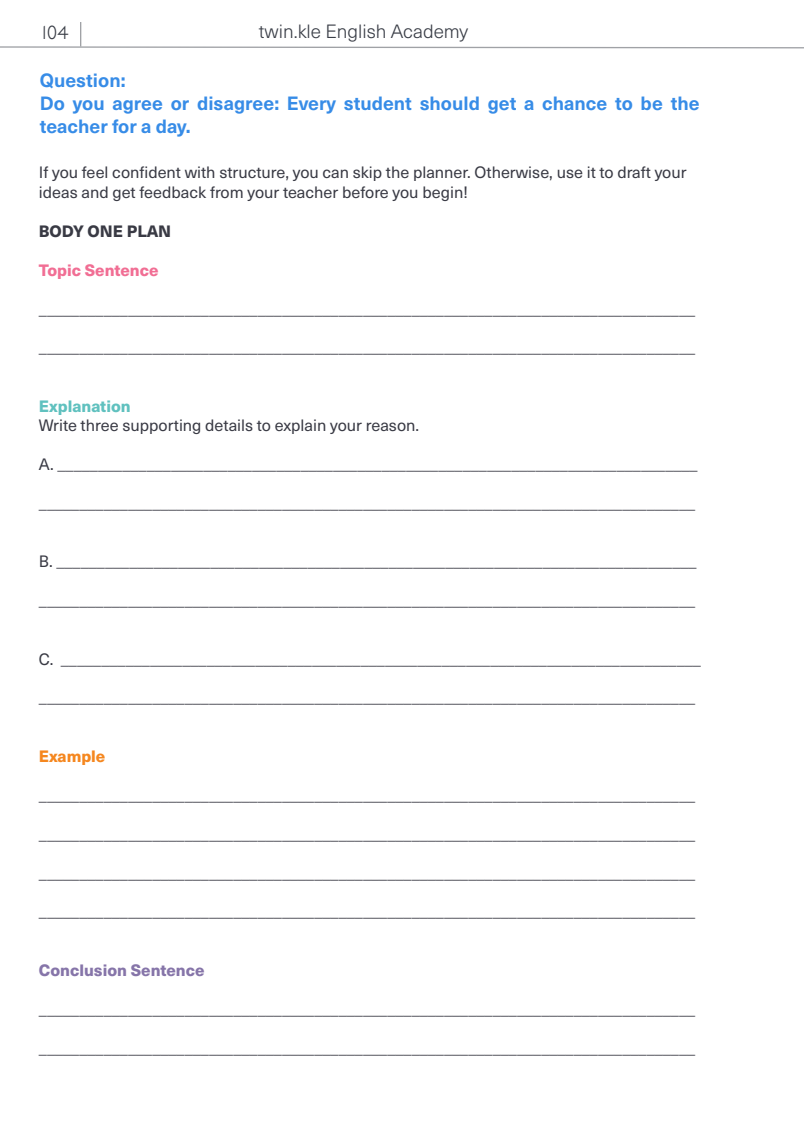 104
twin.kle English Academy
Question:
Do you agree or disagree: Every student should get a chance to be the
teacher for a day.
If you feel confident with structure, you can skip the planner. Otherwise, use it to draft your
ideas and get feedback from your teacher before you begin!
BODY ONE PLAN
Topic Sentence
Explanation
Write three supporting details to explain your reason.
A.
B.
C.
Example
Conclusion Sentence